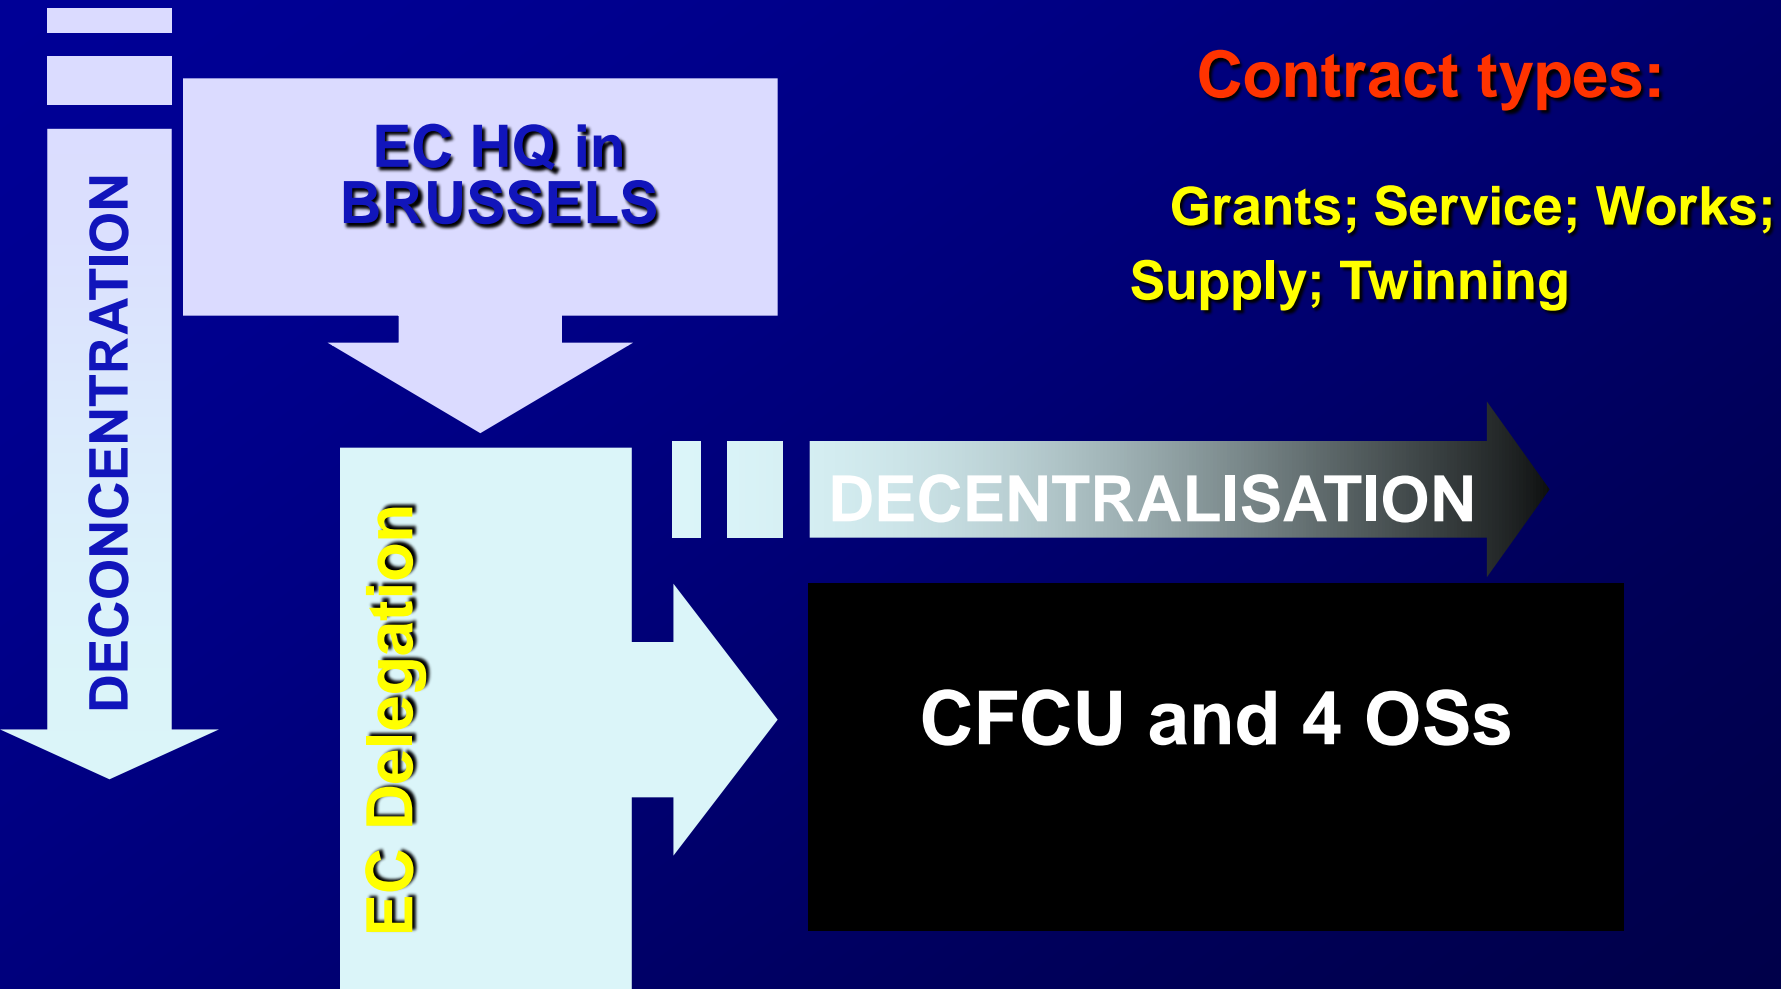 Contract types:
EC HQ in
BRUSSELS
Grants; Service; Works;
Supply; Twinning
DECONCENTRATION
DECENTRALISATION
EC Delegation
CFCU and 4 OSs